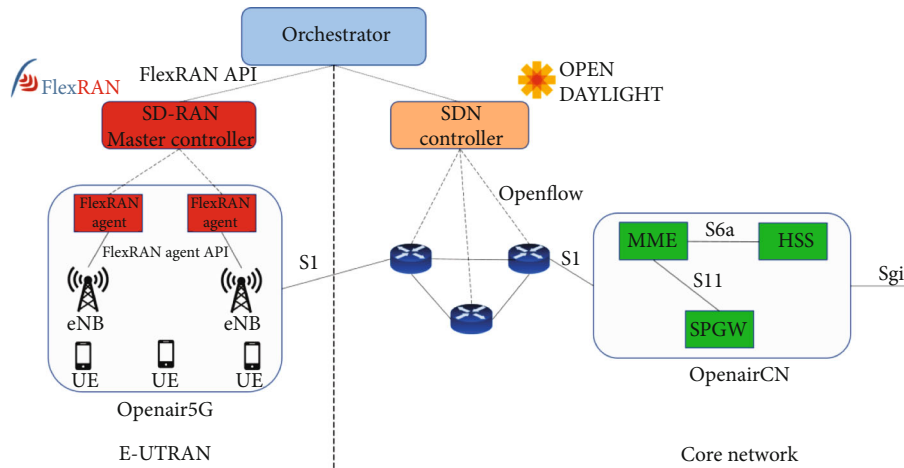 Orchestrator
FlexRAN API
FlexRAN
OPEN
DAYLIGHT
SD-RAN
Master controller
SDN
controller
FlexRAN
agent
FlexRAN
agent
Openflow
FlexRAN agent API
S1
S1
MME
S6a
HSS
S11
SPGW
Sgi
eNB
eNB
UE
UE
UE
Openair5G
OpenairCN
E-UTRAN
Core network